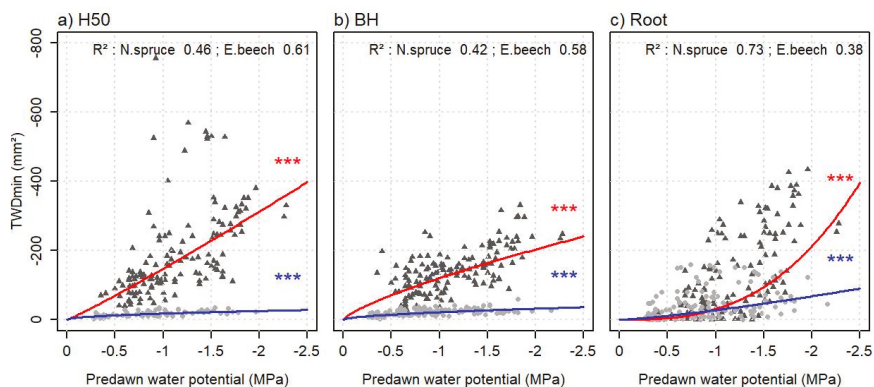 a) H50
b) BH
c) Root
R² : N.spruce 0.46 ; E.beech 0.61
R² : N.spruce 0.42 ; E.beech 0.58
R² : N.spruce 0.73 ; E.beech 0.38
TWDmin (mm²)
-800
-600
-400
-200
0
***
***
***
***
***
***
0 -0.5 -1 -1.5 -2 -2.5
0 -0.5 -1 -1.5 -2 -2.5
0 -0.5 -1 -1.5 -2 -2.5
Predawn water potential (MPa)
Predawn water potential (MPa)
Predawn water potential (MPa)